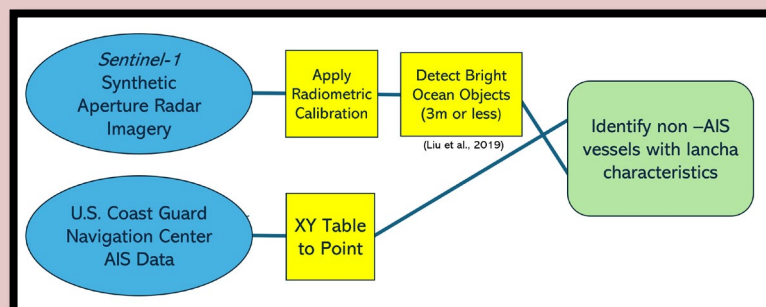 Sentinel-1
Synthetic
Aperture Radar
Imagery
Apply
Radiometric
Calibration
Detect Bright
Ocean Objects
(3m or less)
(Liu et al., 2019)
Identify non –AIS
vessels with lancha
characteristics
U.S. Coast Guard
Navigation Center
AIS Data
XY Table
to Point